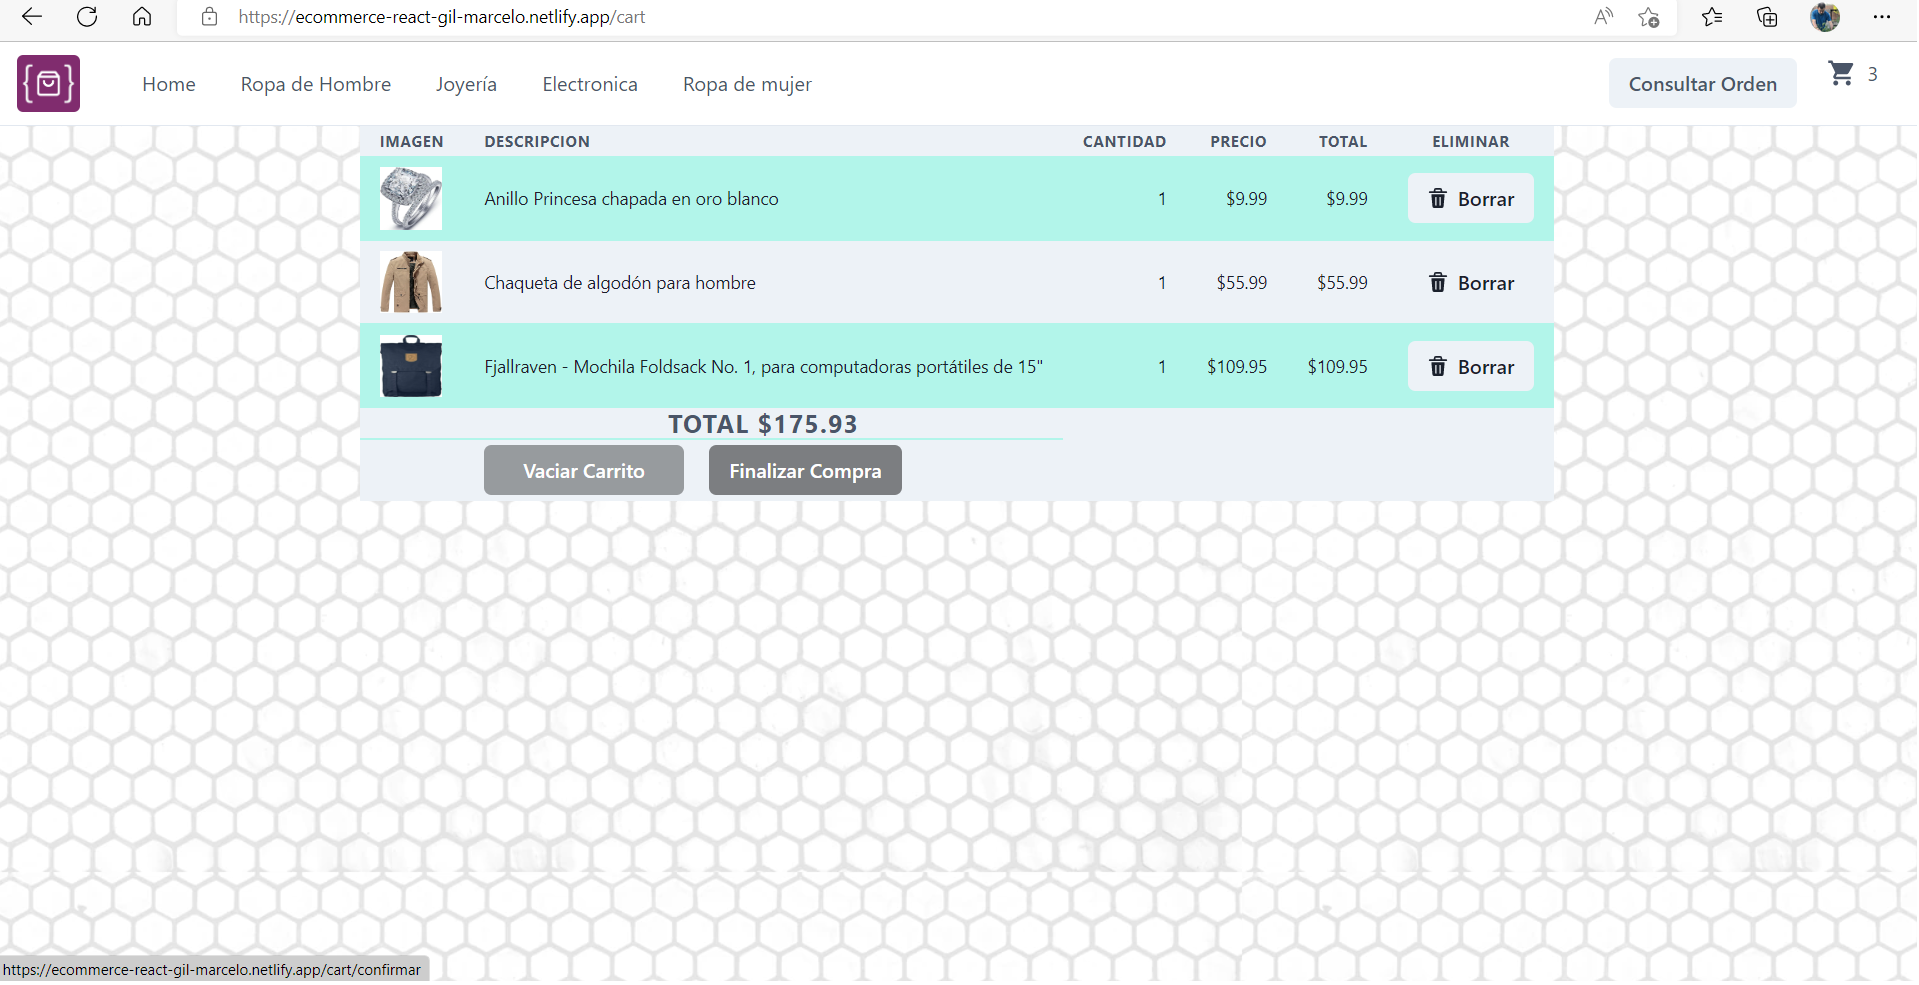 https://ecommerce-react-gil-marcelo.netlify.app/cart
Home Ropa de Hombre Joyería Electronica Ropa de mujer Consultar Orden 3
IMAGEN DESCRIPCION CANTIDAD PRECIO TOTAL ELIMINAR
Anillo Princesa chapada en oro blanco 1 $9.99 $9.99 Borrar
Chaqueta de algodón para hombre 1 $55.99 $55.99 Borrar
Fjallraven - Mochila Foldsack No. 1, para computadoras portátiles de 15" 1 $109.95 $109.95 Borrar
TOTAL $175.93
Vaciar Carrito Finalizar Compra
https://ecommerce-react-gil-marcelo.netlify.app/cart/confirmar